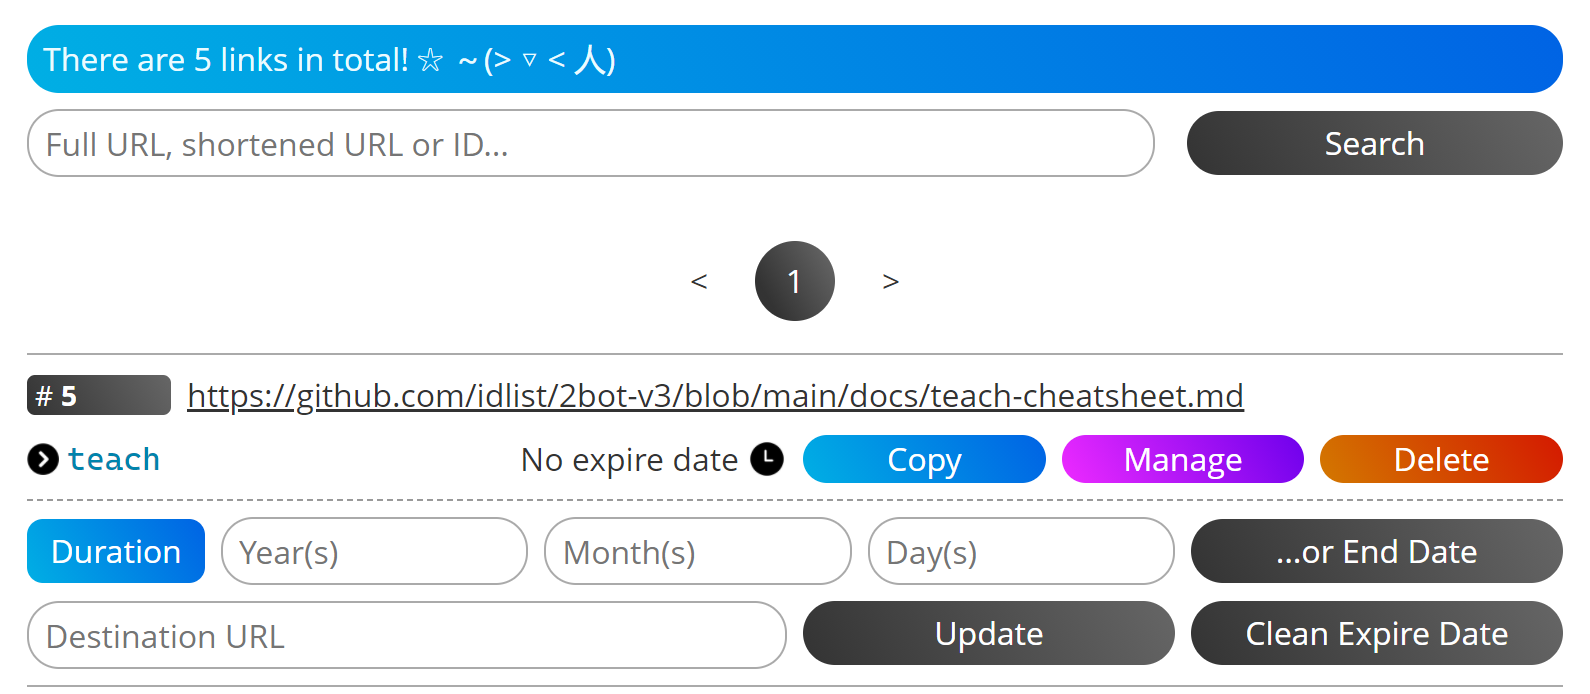 There are 5 links in total! ☆ ～(> ▿ < 人)
Full URL, shortened URL or ID...
Search
< 1 >
# 5 https://github.com/idlist/2bot-v3/blob/main/docs/teach-cheatsheet.md
teach No expire date Copy Manage Delete
Duration Year(s) Month(s) Day(s) ...or End Date
Destination URL Update Clean Expire Date